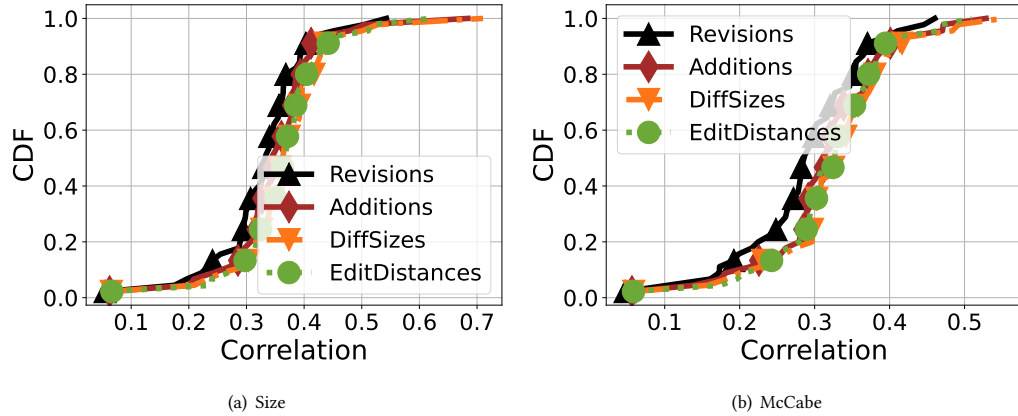 1.0
0.8
0.6
0.4
0.2
0.0
CDF
Revisions
Additions
DiffSizes
EditDistances
0.1 0.2 0.3 0.4 0.5 0.6 0.7
Correlation
(a) Size
1.0
0.8
0.6
0.4
0.2
0.0
CDF
Revisions
Additions
DiffSizes
EditDistances
0.1 0.2 0.3 0.4 0.5
Correlation
(b) McCabe